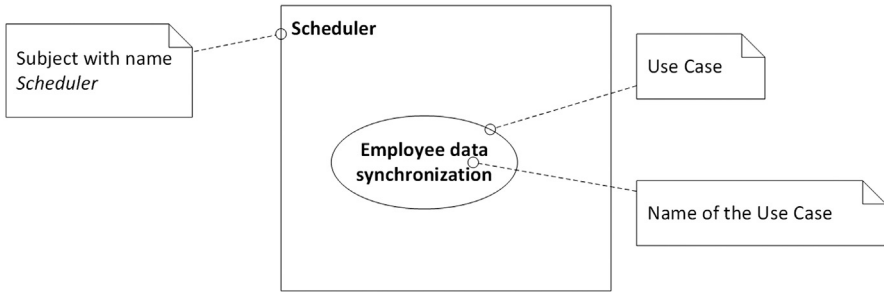 Scheduler
Subject with name
Scheduler
Use Case
Employee data
synchronization
Name of the Use Case